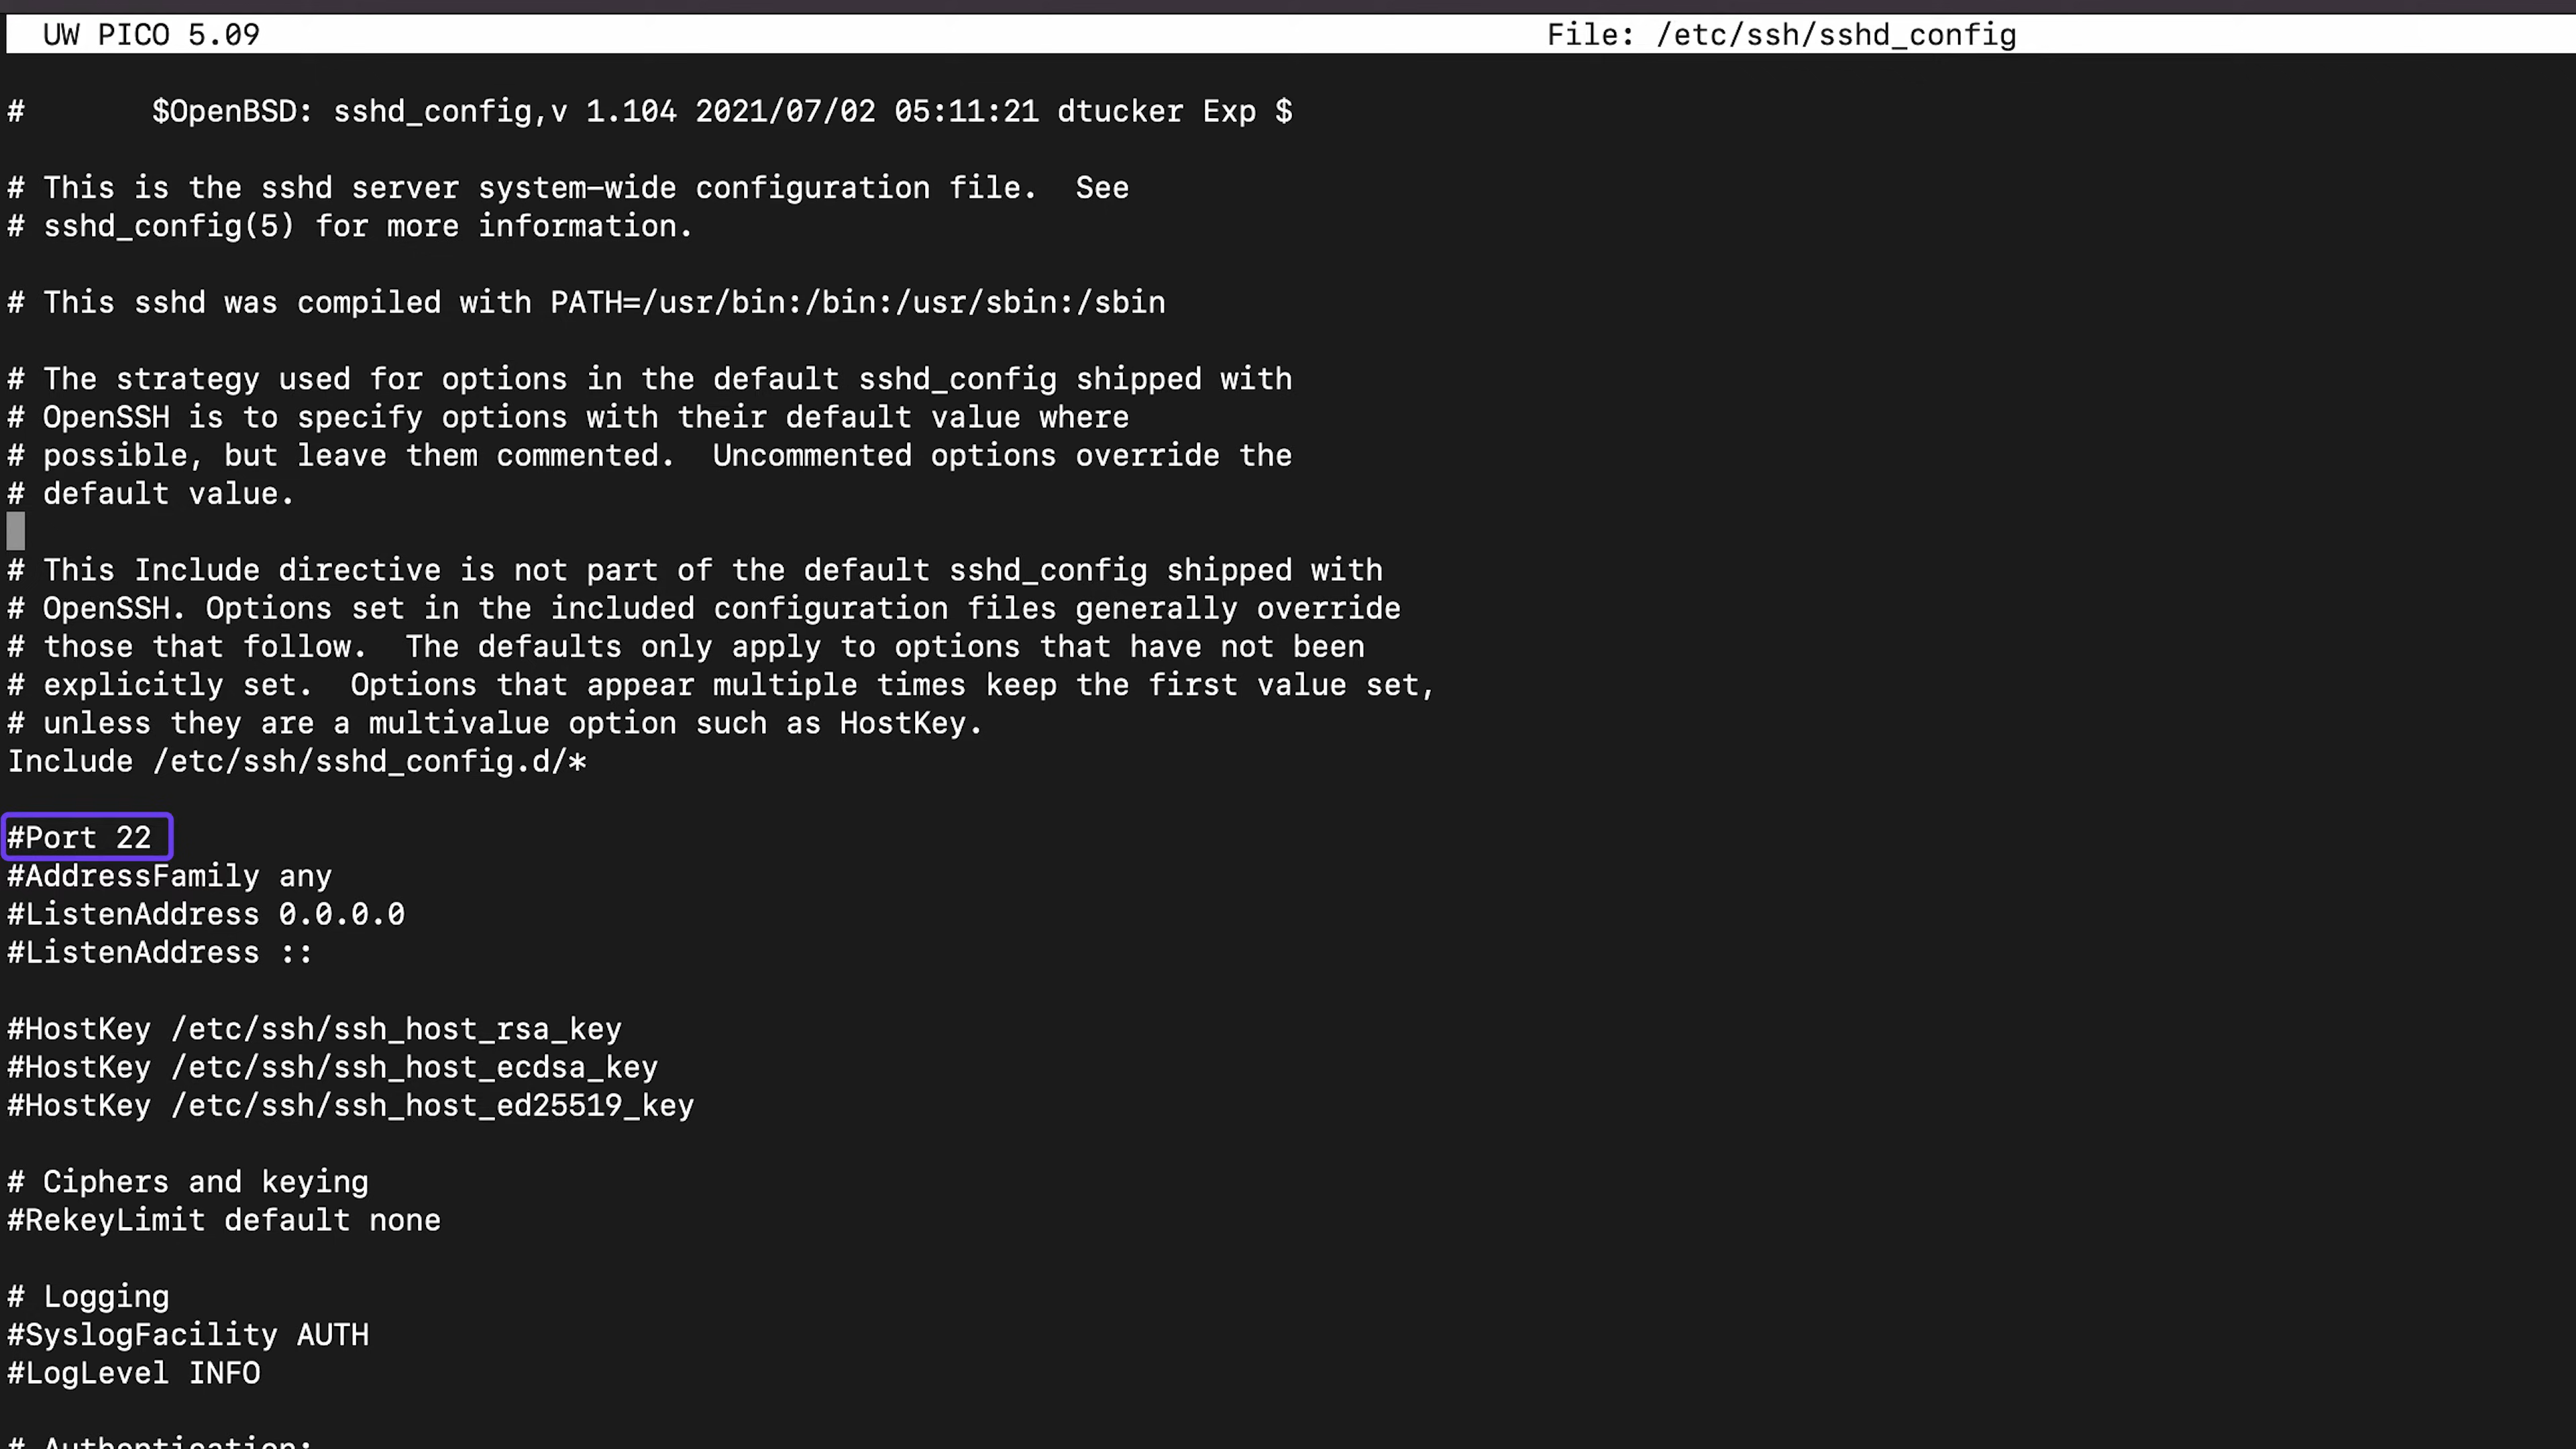 UW PICO 5.09 File: /etc/ssh/sshd_config
# $OpenBSD: sshd_config,v 1.104 2021/07/02 05:11:21 dtucker Exp $
# This is the sshd server system-wide configuration file.  See
# sshd_config(5) for more information.
# This sshd was compiled with PATH=/usr/bin:/bin:/usr/sbin:/sbin
# The strategy used for options in the default sshd_config shipped with
# OpenSSH is to specify options with their default value where
# possible, but leave them commented.  Uncommented options override the
# default value.
# This Include directive is not part of the default sshd_config shipped with
# OpenSSH. Options set in the included configuration files generally override
# those that follow.  The defaults only apply to options that have not been
# explicitly set.  Options that appear multiple times keep the first value set,
# unless they are a multivalue option such as HostKey.
Include /etc/ssh/sshd_config.d/*
#Port 22
#AddressFamily any
#ListenAddress 0.0.0.0
#ListenAddress ::
#HostKey /etc/ssh/ssh_host_rsa_key
#HostKey /etc/ssh/ssh_host_ecdsa_key
#HostKey /etc/ssh/ssh_host_ed25519_key
# Ciphers and keying
#RekeyLimit default none
# Logging
#SyslogFacility AUTH
#LogLevel INFO
# Authentication: